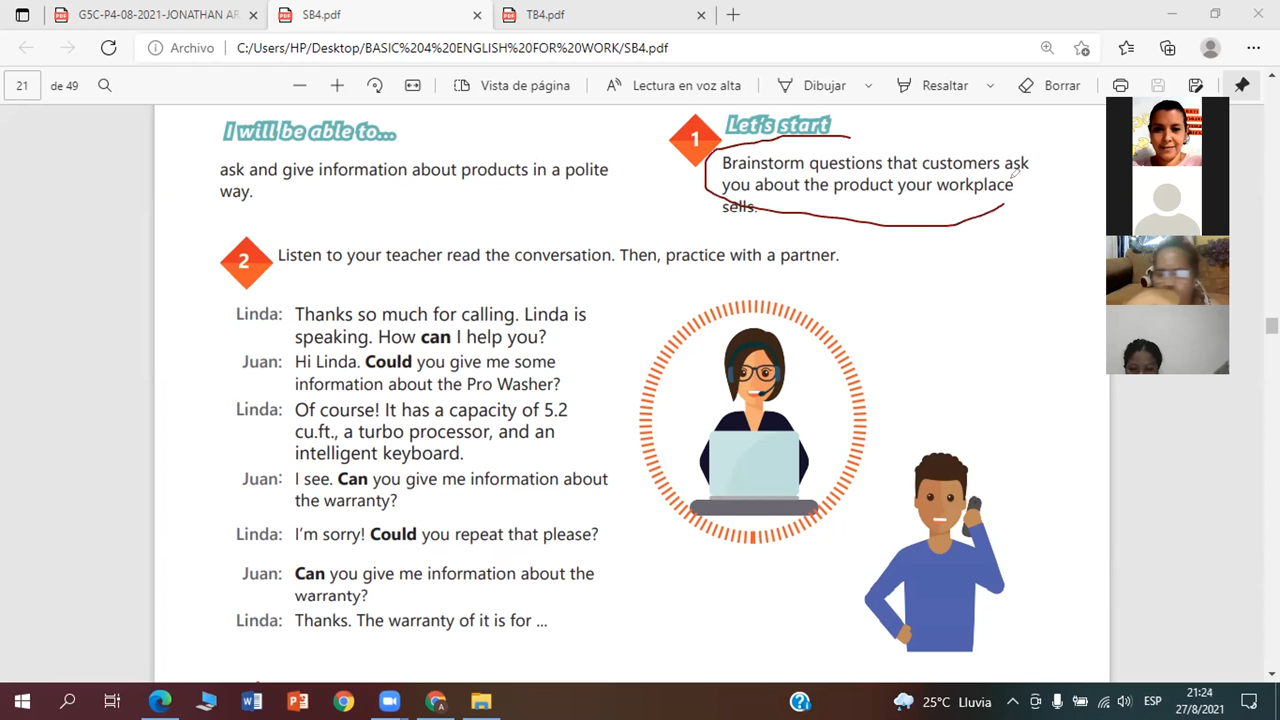 G5C-P4-08-2021-JONATHAN AR
SB4.pdf
TB4.pdf
Archivo
C:/Users/HP/Desktop/BASIC%204%20ENGLISH%20FOR%20WORK/SB4.pdf
21
de 49
Vista de página
Lectura en voz alta
Dibujar
Resaltar
Borrar
I will be able to...
ask and give information about products in a polite
way.
1
Let's start
Brainstorm questions that customers ask
you about the product your workplace
sells.
2
Listen to your teacher read the conversation. Then, practice with a partner.
Linda: Thanks so much for calling. Linda is
speaking. How can I help you?
Juan: Hi Linda. Could you give me some
information about the Pro Washer?
Linda: Of course! It has a capacity of 5.2
cu.ft., a turbo processor, and an
intelligent keyboard.
Juan: I see. Can you give me information about
the warranty?
Linda: I'm sorry! Could you repeat that please?
Juan: Can you give me information about the
warranty?
Linda: Thanks. The warranty of it is for ...
25°C Lluvia
ESP
21:24
27/8/2021